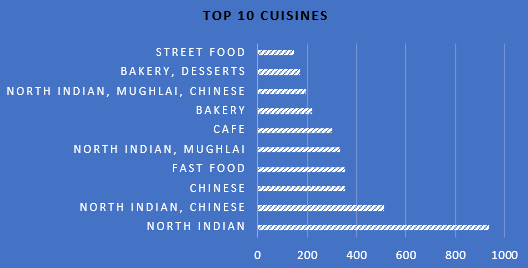 TOP 10 CUISINES
STREET FOOD
BAKERY, DESSERTS
NORTH INDIAN, MUGHLAI, CHINESE
BAKERY
CAFE
NORTH INDIAN, MUGHLAI
FAST FOOD
CHINESE
NORTH INDIAN, CHINESE
NORTH INDIAN
0 200 400 600 800 1000